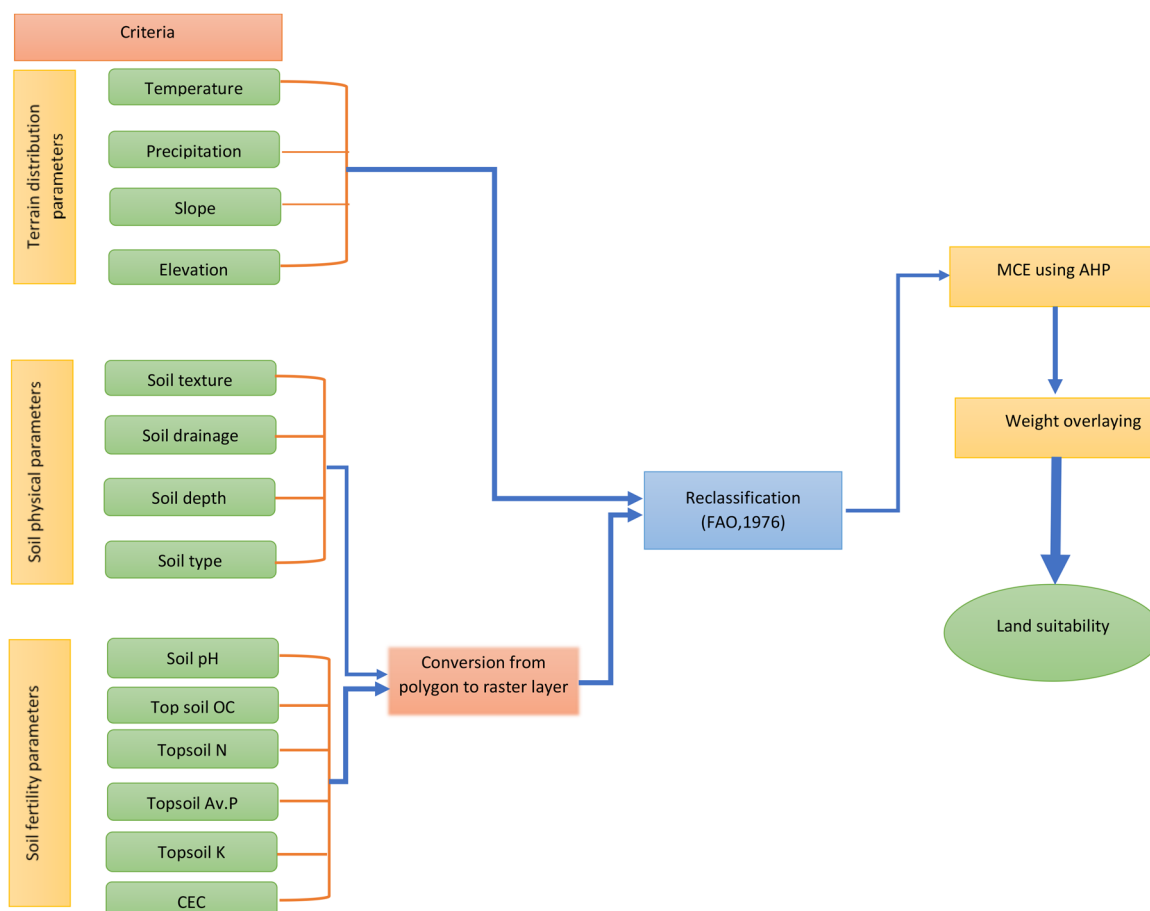 Criteria
Terrain distribution
parameters
Temperature
Precipitation
Slope
Elevation
Soil physical parameters
Soil texture
Soil drainage
Soil depth
Soil type
Soil fertility parameters
Soil pH
Top soil OC
Topsoil N
Topsoil Av.P
Topsoil K
CEC
Conversion from
polygon to raster layer
Reclassification
(FAO,1976)
MCE using AHP
Weight overlaying
Land suitability